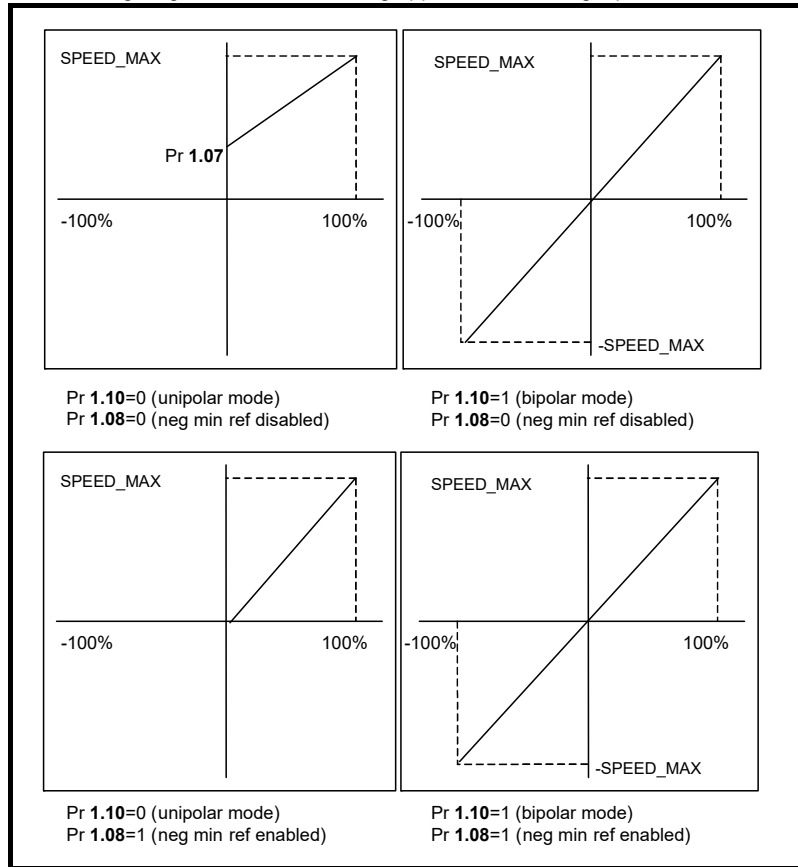 SPEED_MAX
Pr 1.07
-100%
100%
Pr 1.10=0 (unipolar mode)
Pr 1.08=0 (neg min ref disabled)
SPEED_MAX
-100%
100%
-SPEED_MAX
Pr 1.10=1 (bipolar mode)
Pr 1.08=0 (neg min ref disabled)
SPEED_MAX
-100%
100%
Pr 1.10=0 (unipolar mode)
Pr 1.08=1 (neg min ref enabled)
SPEED_MAX
-100%
100%
-SPEED_MAX
Pr 1.10=1 (bipolar mode)
Pr 1.08=1 (neg min ref enabled)